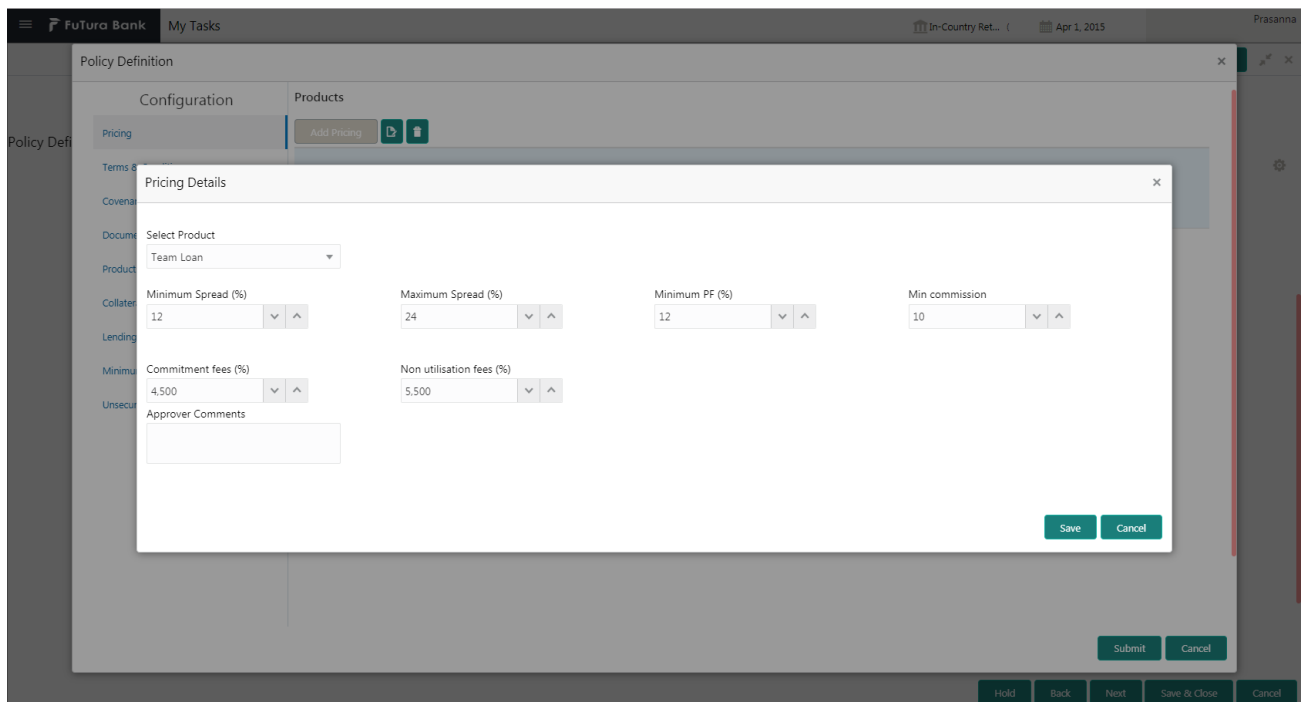 FuTura Bank My Tasks In-Country Ret... ( Apr 1, 2015 Prasanna
Policy Definition
Configuration
Products
Pricing
Add Pricing
Policy Defi
Terms &
Pricing Details
Covenan
Docume
Select Product
Team Loan
Product
Minimum Spread (%) Maximum Spread (%) Minimum PF (%) Min commission
Collater
12 24 12 10
Lending
Minimu
Commitment fees (%) Non utilisation fees (%)
4,500 5,500
Unsecur
Approver Comments
Save Cancel
Submit Cancel
Hold Back Next Save & Close Cancel